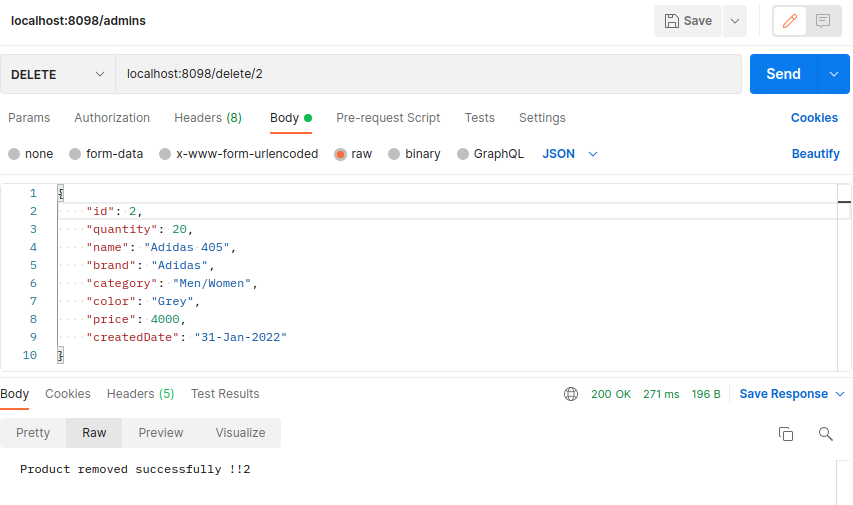 localhost:8098/admins
Save
DELETE localhost:8098/delete/2 Send
Params Authorization Headers (8) Body Pre-request Script Tests Settings Cookies
none form-data x-www-form-urlencoded raw binary GraphQL JSON Beautify
1 {
2 "id": 2,
3 "quantity": 20,
4 "name": "Adidas 405",
5 "brand": "Adidas",
6 "category": "Men/Women",
7 "color": "Grey",
8 "price": 4000,
9 "createdDate": "31-Jan-2022"
10 }
Body Cookies Headers (5) Test Results 200 OK 271 ms 196 B Save Response
Pretty Raw Preview Visualize
Product removed successfully !!2